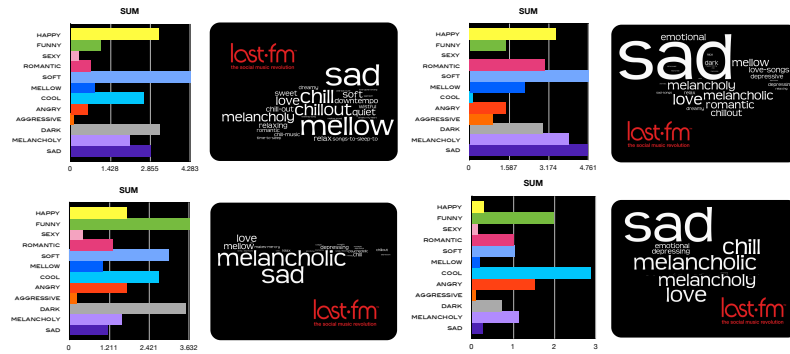 SUM
HAPPY
FUNNY
SEXY
ROMANTIC
SOFT
MELLOW
COOL
ANGRY
AGGRESSIVE
DARK
MELANCHOLY
SAD
0 1.428 2.855 4.283
last·fm
the social music revolution
sad
dreamy
sweet
love chill soft
chill-out chillout downtempo
melancholy quiet
relaxing mellow
romantic
chill-music
relax songs-to-sleep-to
SUM
HAPPY
FUNNY
SEXY
ROMANTIC
SOFT
MELLOW
COOL
ANGRY
AGGRESSIVE
DARK
MELANCHOLY
SAD
0 1.587 3.174 4.761
emotional
sad
dark mellow
love-songs
depressive
melancholy
love melancholic
dreamy romantic
chillout
last·fm
the social music revolution
SUM
HAPPY
FUNNY
SEXY
ROMANTIC
SOFT
MELLOW
COOL
ANGRY
AGGRESSIVE
DARK
MELANCHOLY
SAD
0 1.211 2.421 3.632
love
mellow
depressing
melancholic
chill
sad
last·fm
the social music revolution
SUM
HAPPY
FUNNY
SEXY
ROMANTIC
SOFT
MELLOW
COOL
ANGRY
AGGRESSIVE
DARK
MELANCHOLY
SAD
0 1 2 3
sad
emotional
depressing chill
melancholic
melancholy
love
last·fm
the social music revolution